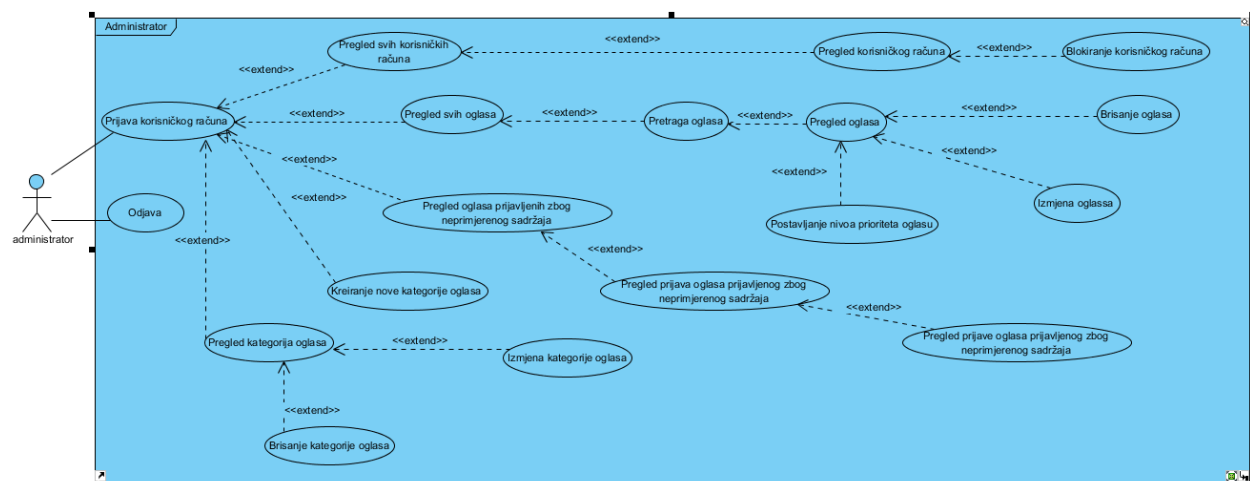 Administrator
Pregled svih korisničkih
računa
<<extend>>
Pregled korisničkog računa
<<extend>>
Blokiranje korisničkog računa
<<extend>>
Prijava korisničkog računa
<<extend>>
Pregled svih oglasa
<<extend>>
Pretraga oglasa
<<extend>>
Pregled oglasa
<<extend>>
Brisanje oglasa
<<extend>>
<<extend>>
<<extend>>
<<extend>>
Izmjena oglassa
Odjava
Pregled oglasa prijavljenih zbog
neprimjerenog sadržaja
Postavljanje nivoa prioriteta oglasu
administrator
<<extend>>
<<extend>>
Kreiranje nove kategorije oglasa
Pregled prijava oglasa prijavljenog zbog
neprimjerenog sadržaja
<<extend>>
Pregled kategorija oglasa
<<extend>>
Izmjena kategorije oglasa
Pregled prijave oglasa prijavljenog zbog
neprimjerenog sadržaja
<<extend>>
Brisanje kategorije oglasa